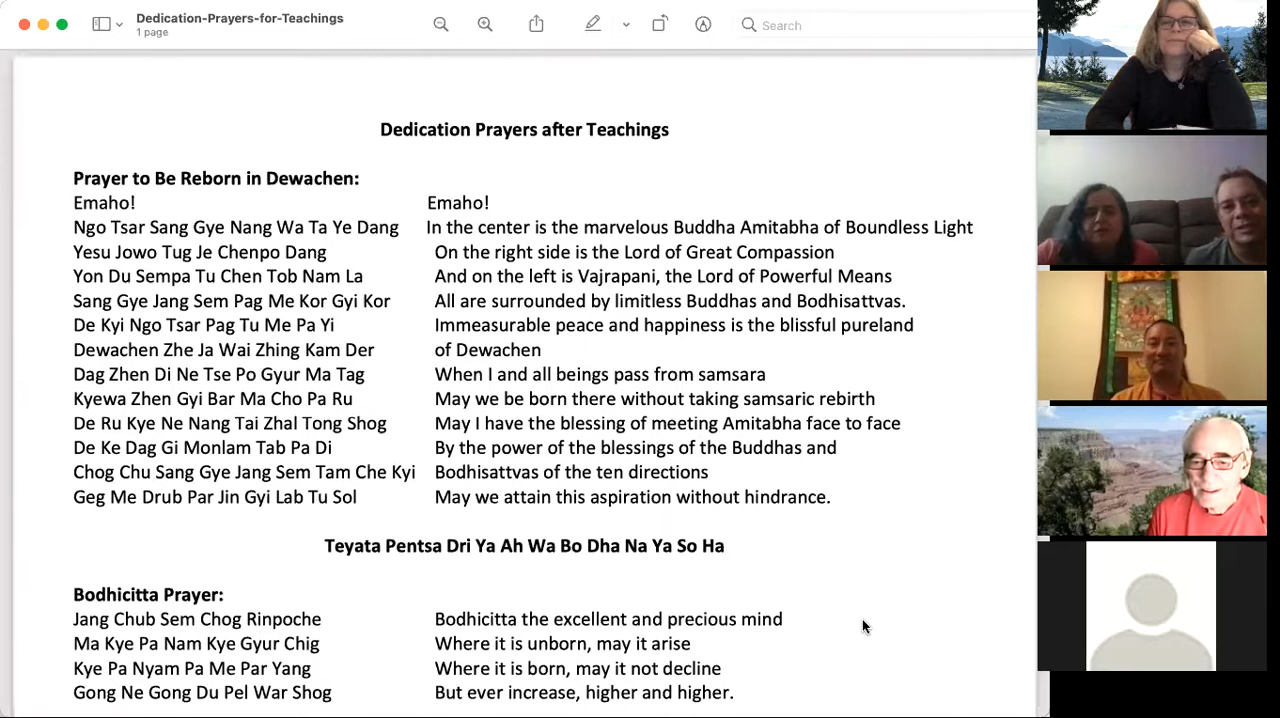 Dedication-Prayers-for-Teachings
1 page
Search
Dedication Prayers after Teachings
Prayer to Be Reborn in Dewachen:
Emaho! Emaho!
Ngo Tsar Sang Gye Nang Wa Ta Ye Dang In the center is the marvelous Buddha Amitabha of Boundless Light
Yesu Jowo Tug Je Chenpo Dang On the right side is the Lord of Great Compassion
Yon Du Sempa Tu Chen Tob Nam La And on the left is Vajrapani, the Lord of Powerful Means
Sang Gye Jang Sem Pag Me Kor Gyi Kor All are surrounded by limitless Buddhas and Bodhisattvas.
De Kyi Ngo Tsar Pag Tu Me Pa Yi Immeasurable peace and happiness is the blissful pureland
Dewachen Zhe Ja Wai Zhing Kam Der of Dewachen
Dag Zhen Di Ne Tse Po Gyur Ma Tag When I and all beings pass from samsara
Kyewa Zhen Gyi Bar Ma Cho Pa Ru May we be born there without taking samsaric rebirth
De Ru Kye Ne Nang Tai Zhal Tong Shog May I have the blessing of meeting Amitabha face to face
De Ke Dag Gi Monlam Tab Pa Di By the power of the blessings of the Buddhas and
Chog Chu Sang Gye Jang Sem Tam Che Kyi Bodhisattvas of the ten directions
Geg Me Drub Par Jin Gyi Lab Tu Sol May we attain this aspiration without hindrance.
Teyata Pentsa Dri Ya Ah Wa Bo Dha Na Ya So Ha
Bodhicitta Prayer:
Jang Chub Sem Chog Rinpoche Bodhicitta the excellent and precious mind
Ma Kye Pa Nam Kye Gyur Chig Where it is unborn, may it arise
Kye Pa Nyam Pa Me Par Yang Where it is born, may it not decline
Gong Ne Gong Du Pel War Shog But ever increase, higher and higher.